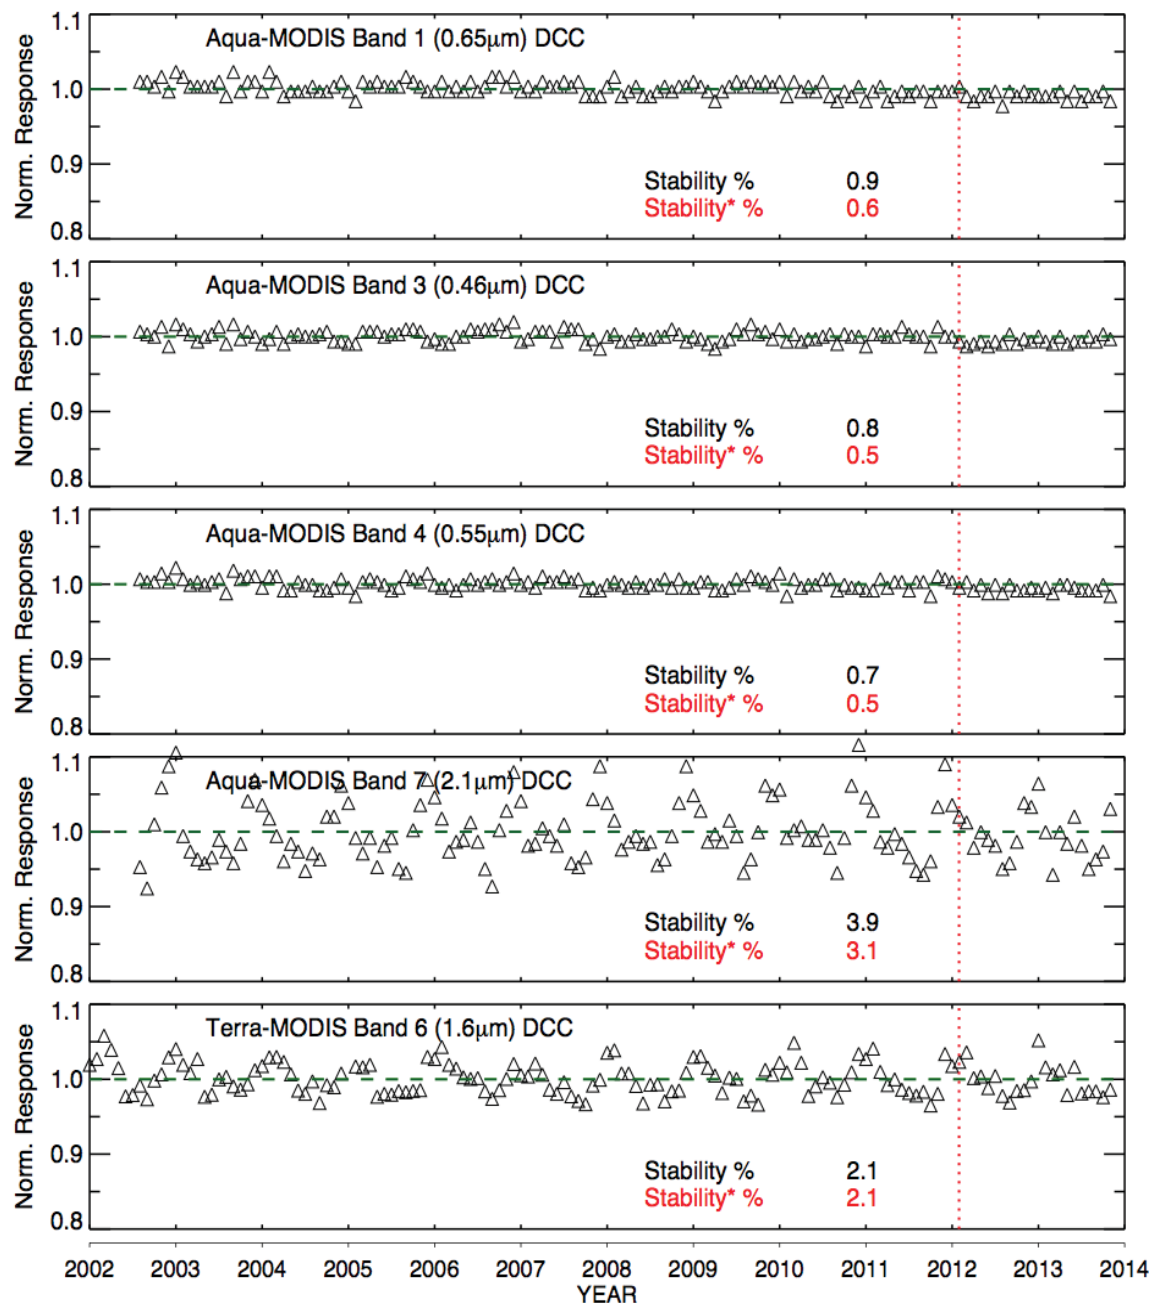 1.1
Aqua-MODIS Band 1 (0.65μm) DCC
1.0
Norm. Response
0.9
Stability % 0.9
Stability* % 0.6
0.8
1.1
Aqua-MODIS Band 3 (0.46μm) DCC
1.0
Norm. Response
0.9
Stability % 0.8
Stability* % 0.5
0.8
1.1
Aqua-MODIS Band 4 (0.55μm) DCC
1.0
Norm. Response
0.9
Stability % 0.7
Stability* % 0.5
0.8
1.1
Aqua-MODIS Band 7 (2.1μm) DCC
1.0
Norm. Response
0.9
Stability % 3.9
Stability* % 3.1
0.8
1.1
Terra-MODIS Band 6 (1.6μm) DCC
1.0
Norm. Response
0.9
Stability % 2.1
Stability* % 2.1
0.8
2002 2003 2004 2005 2006 2007 2008 2009 2010 2011 2012 2013 2014
YEAR